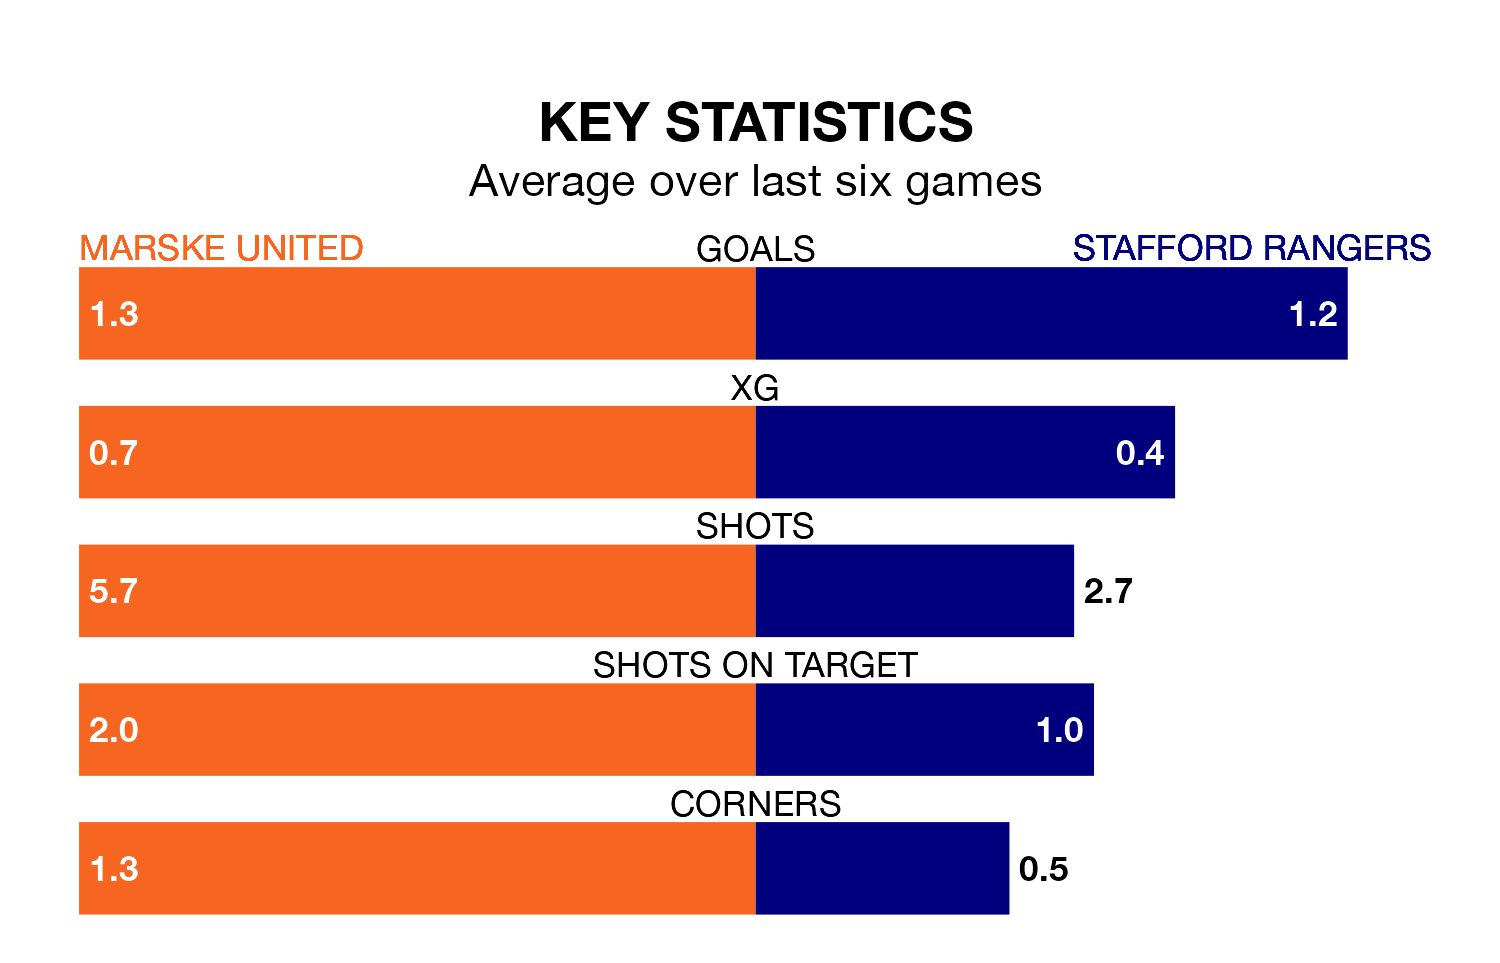 KEY STATISTICS
Average over last six games
MARSKE UNITED GOALS STAFFORD RANGERS
1.3 1.2
XG
0.7 0.4
SHOTS
5.7 2.7
SHOTS ON TARGET
2.0 1.0
CORNERS
1.3 0.5